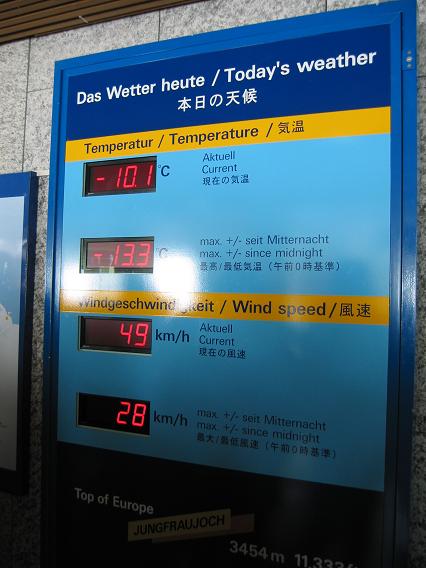 Das Wetter heute / Today's weather
本日の天候
Temperatur / Temperature / 気温
-10.1 °C
Aktuell
Current
現在の気温
-13.3 °C
max. +/- seit Mitternacht
max. +/- since midnight
最高/最低気温（午前0時基準）
Windgeschwindigkeit / Wind speed / 風速
49 km/h
Aktuell
Current
現在の風速
28 km/h
max. +/- seit Mitternacht
max. +/- since midnight
最大/最低風速（午前0時基準）
Top of Europe
JUNGFRAUJOCH
3454 m 11.333